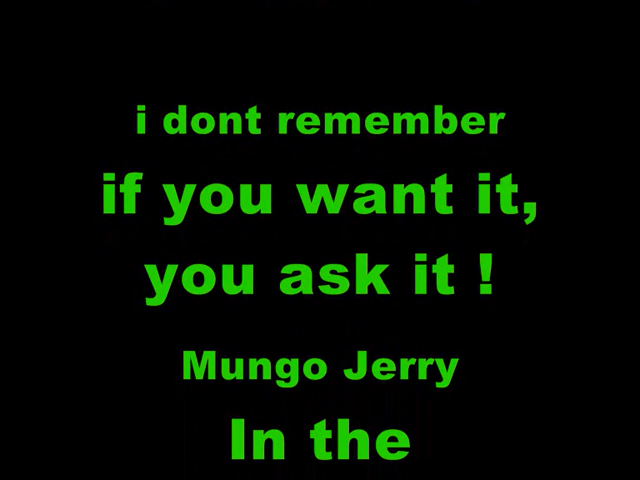 i dont remember
if you want it,
you ask it !
Mungo Jerry
In the